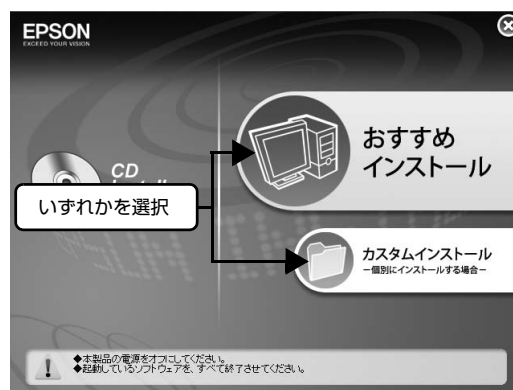 EPSON
EXCEED YOUR VISION
おすすめ
インストール
CD
いずれかを選択
カスタムインストール
－個別にインストールする場合－
◆本製品の電源をオフにしてください。
◆起動しているソフトウェアを、すべて終了させてください。